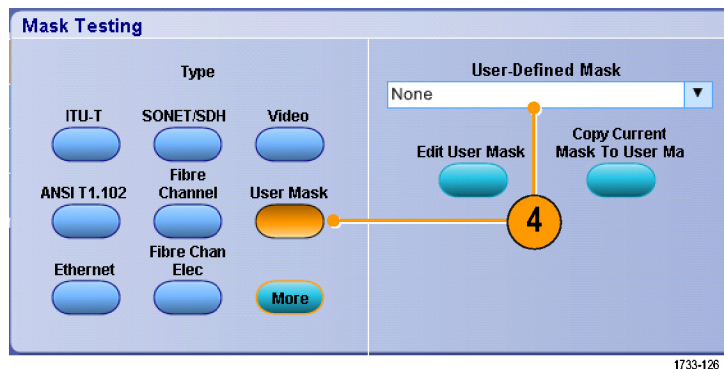 Mask Testing
Type
ITU-T
SONET/SDH
Video
ANSI T1.102
Fibre
Channel
User Mask
Ethernet
Fibre Chan
Elec
More
User-Defined Mask
None
Edit User Mask
Copy Current
Mask To User Ma
4
1733-126